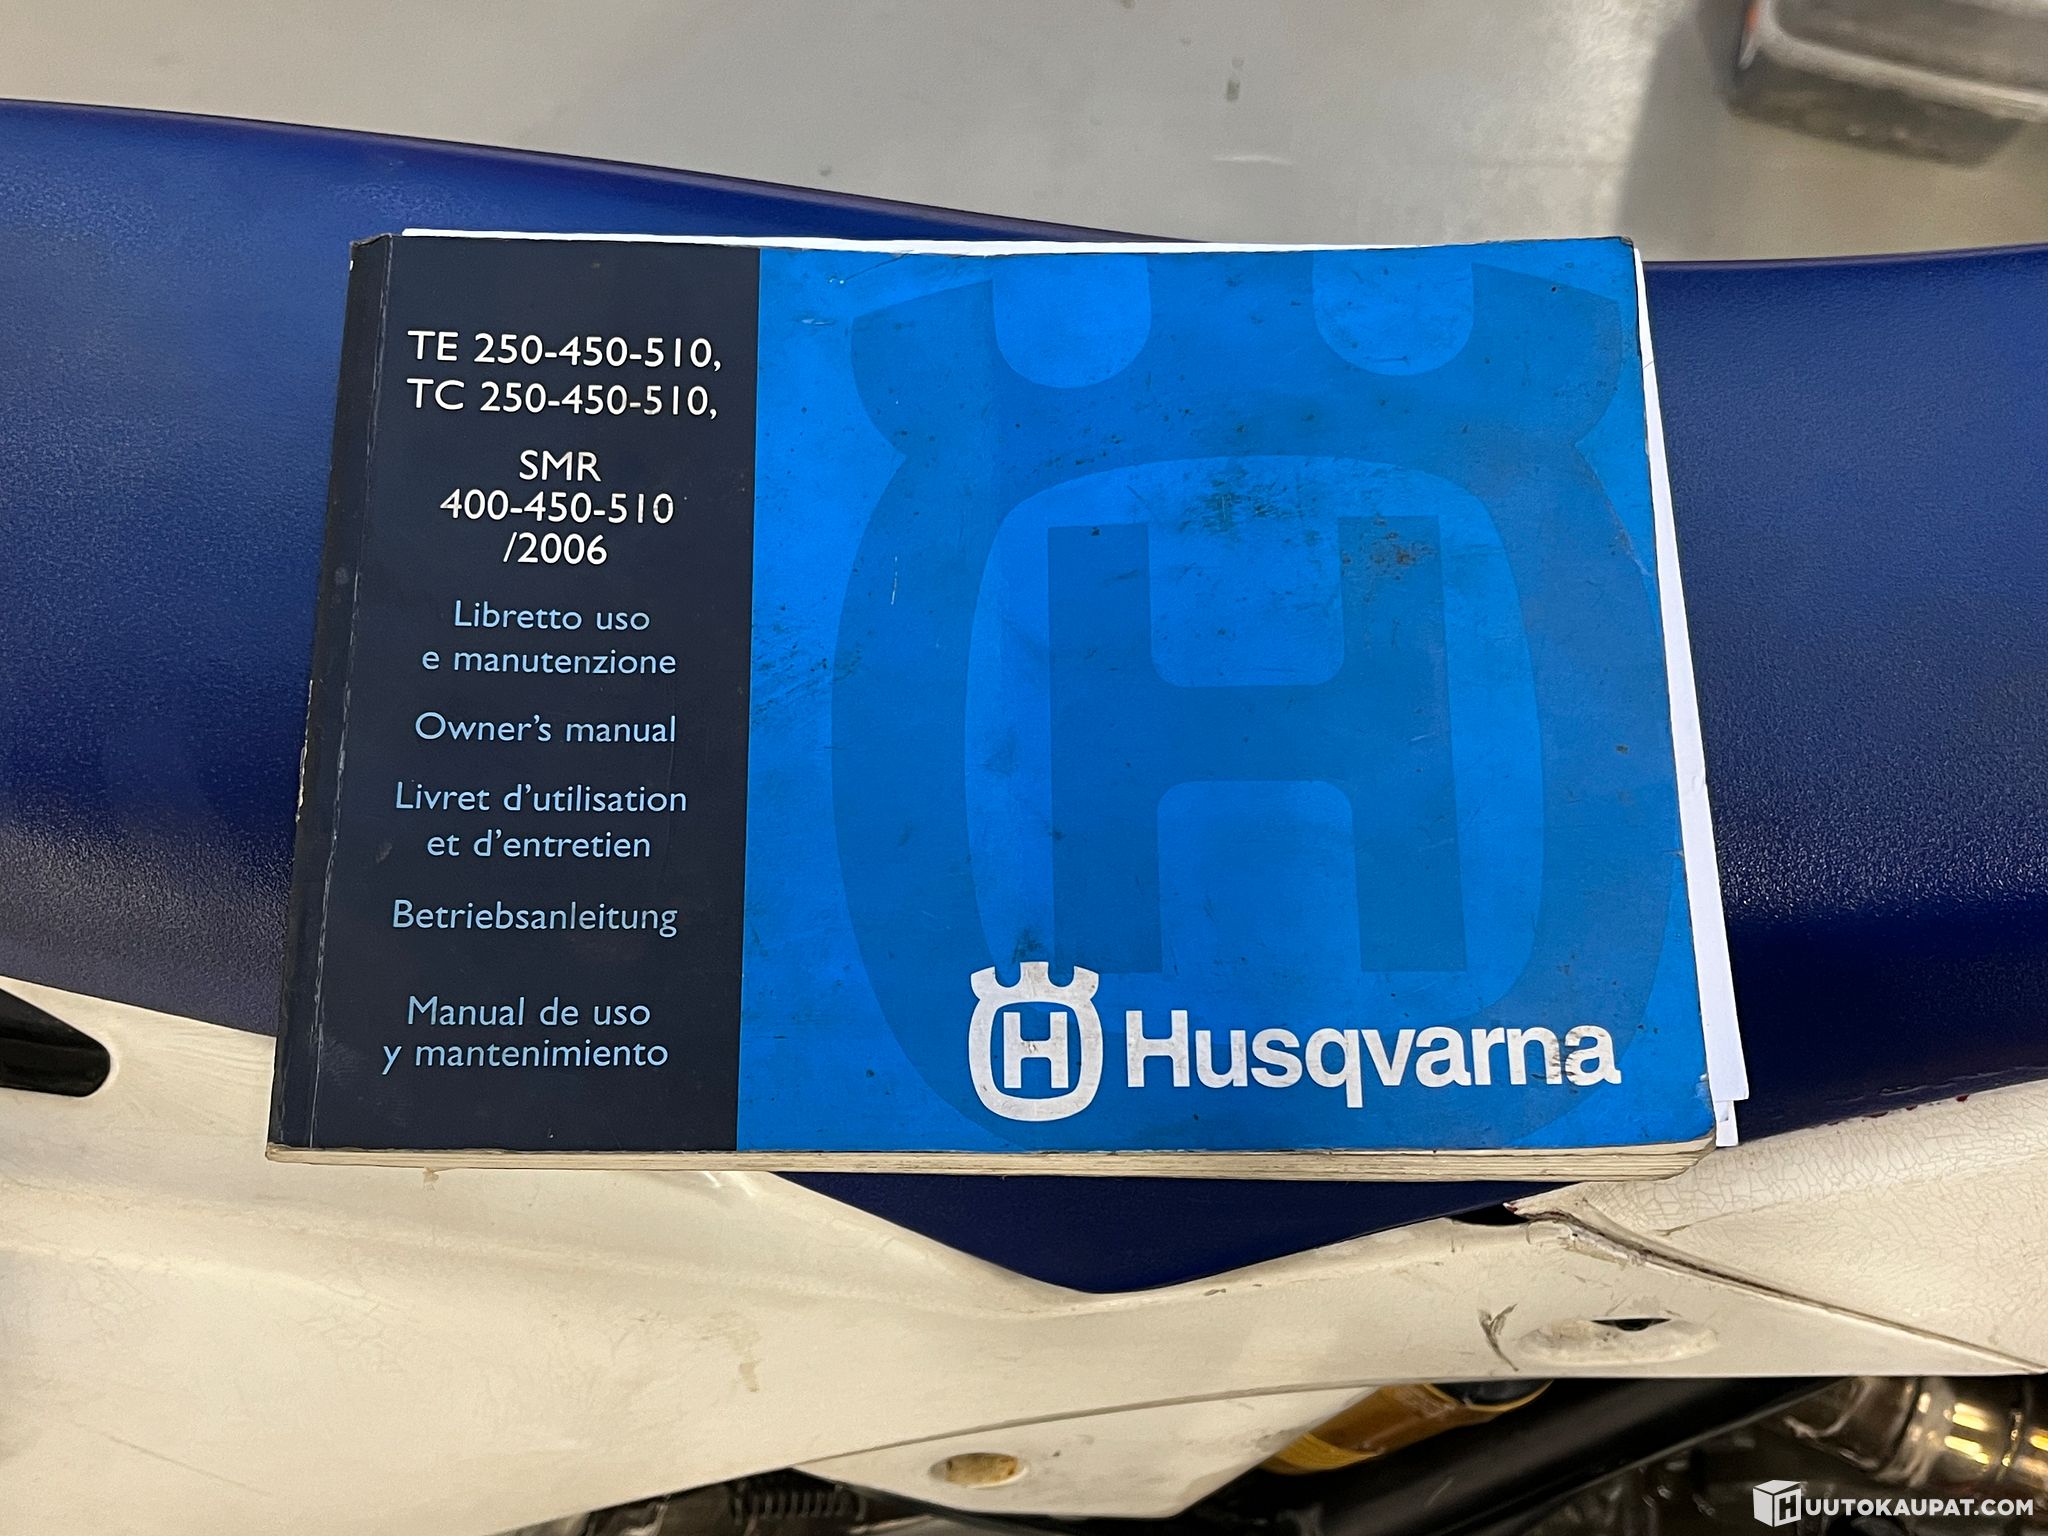 TE 250-450-510,
TC 250-450-510,
SMR
400-450-510
/2006
Libretto uso
e manutenzione
Owner's manual
Livret d'utilisation
et d'entretien
Betriebsanleitung
Manual de uso
y mantenimiento
H
H Husqvarna
HUUTOKAUPAT.COM